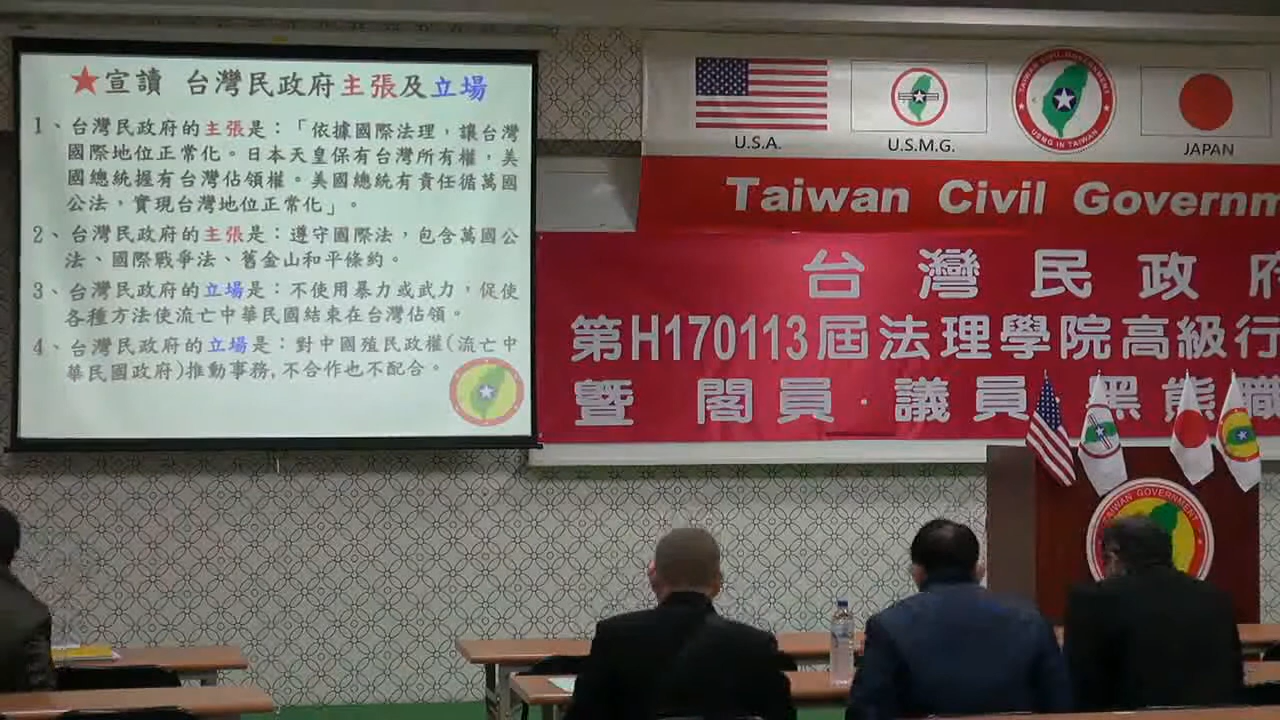 ★宣讀 台灣民政府主張及立場
1、台灣民政府的主張是：「依據國際法理，讓台灣
國際地位正常化。日本天皇保有台灣所有權，美
國總統握有台灣佔領權。美國總統有責任循萬國
公法，實現台灣地位正常化」。
2、台灣民政府的主張是：遵守國際法，包含萬國公
法、國際戰爭法、舊金山和平條約。
3、台灣民政府的立場是：不使用暴力或武力，促使
各種方法使流亡中華民國結束在台灣佔領。
4、台灣民政府的立場是：對中國殖民政權(流亡中
華民國政府)推動事務,不合作也不配合。
U.S.A.
U.S.M.G.
TAIWAN CIVIL GOVERNMENT
USMG IN TAIWAN
JAPAN
Taiwan Civil Governm
台灣民政府
第H170113屆法理學院高級行
暨 閣員·議員·黑熊職
TAIWAN GOVERNMENT